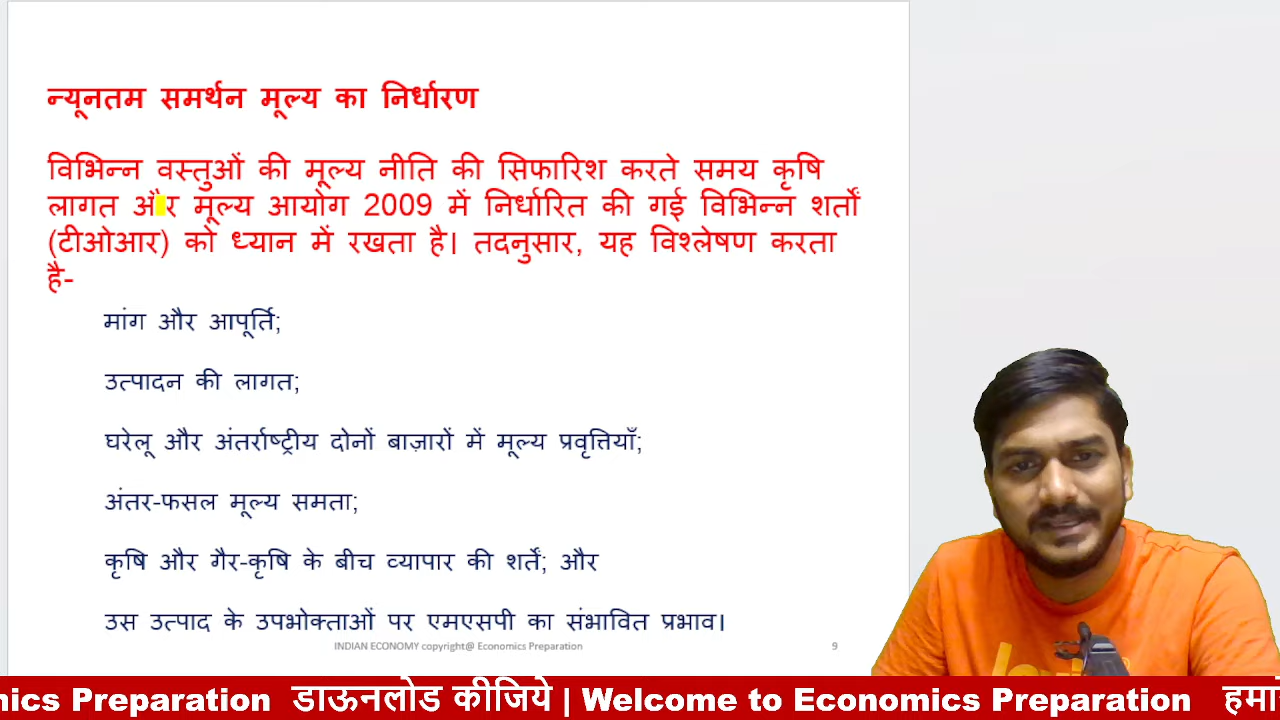 न्यूनतम समर्थन मूल्य का निर्धारण
विभिन्न वस्तुओं की मूल्य नीति की सिफारिश करते समय कृषि
लागत और मूल्य आयोग 2009 में निर्धारित की गई विभिन्न शर्तों
(टीओआर) को ध्यान में रखता है। तदनुसार, यह विश्लेषण करता
है-
मांग और आपूर्ति;
उत्पादन की लागत;
घरेलू और अंतर्राष्ट्रीय दोनों बाज़ारों में मूल्य प्रवृत्तियाँ;
अंतर-फसल मूल्य समता;
कृषि और गैर-कृषि के बीच व्यापार की शर्तें; और
उस उत्पाद के उपभोक्ताओं पर एमएसपी का संभावित प्रभाव।
INDIAN ECONOMY copyright@ Economics Preparation 9
mics Preparation डाऊनलोड कीजिये | Welcome to Economics Preparation हमा